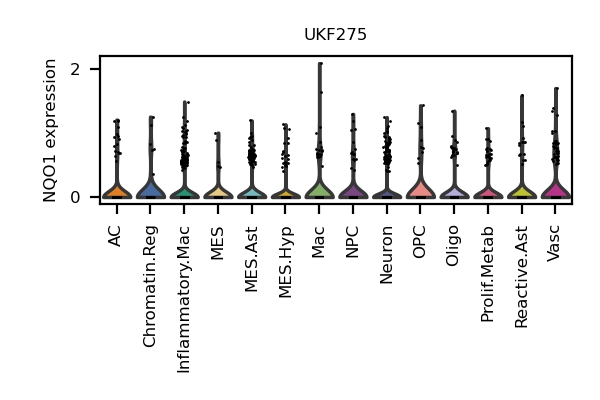 UKF275
NQO1 expression
2
0
AC
Chromatin.Reg
Inflammatory.Mac
MES
MES.Ast
MES.Hyp
Mac
NPC
Neuron
OPC
Oligo
Prolif.Metab
Reactive.Ast
Vasc